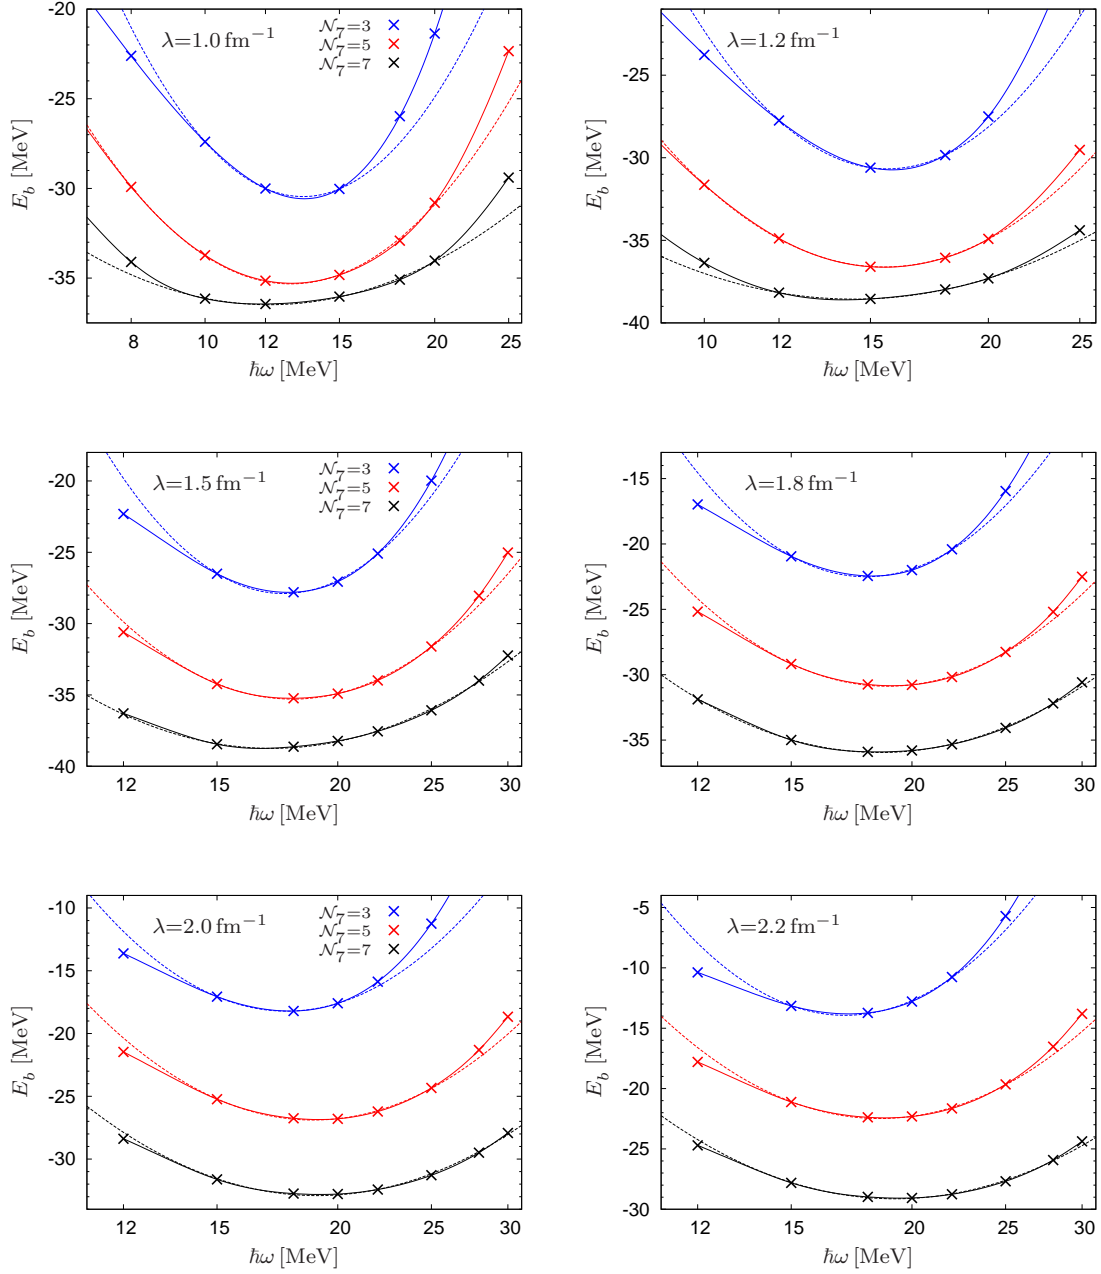 λ=1.0 fm⁻¹
𝒩₇=3
𝒩₇=5
𝒩₇=7
-20
-25
-30
-35
E_b [MeV]
8 10 12 15 20 25
ħω [MeV]
λ=1.2 fm⁻¹
-25
-30
-35
-40
E_b [MeV]
10 12 15 20 25
ħω [MeV]
λ=1.5 fm⁻¹
𝒩₇=3
𝒩₇=5
𝒩₇=7
-20
-25
-30
-35
-40
E_b [MeV]
12 15 20 25 30
ħω [MeV]
λ=1.8 fm⁻¹
-15
-20
-25
-30
-35
E_b [MeV]
12 15 20 25 30
ħω [MeV]
λ=2.0 fm⁻¹
𝒩₇=3
𝒩₇=5
𝒩₇=7
-10
-15
-20
-25
-30
E_b [MeV]
12 15 20 25 30
ħω [MeV]
λ=2.2 fm⁻¹
-5
-10
-15
-20
-25
-30
E_b [MeV]
12 15 20 25 30
ħω [MeV]